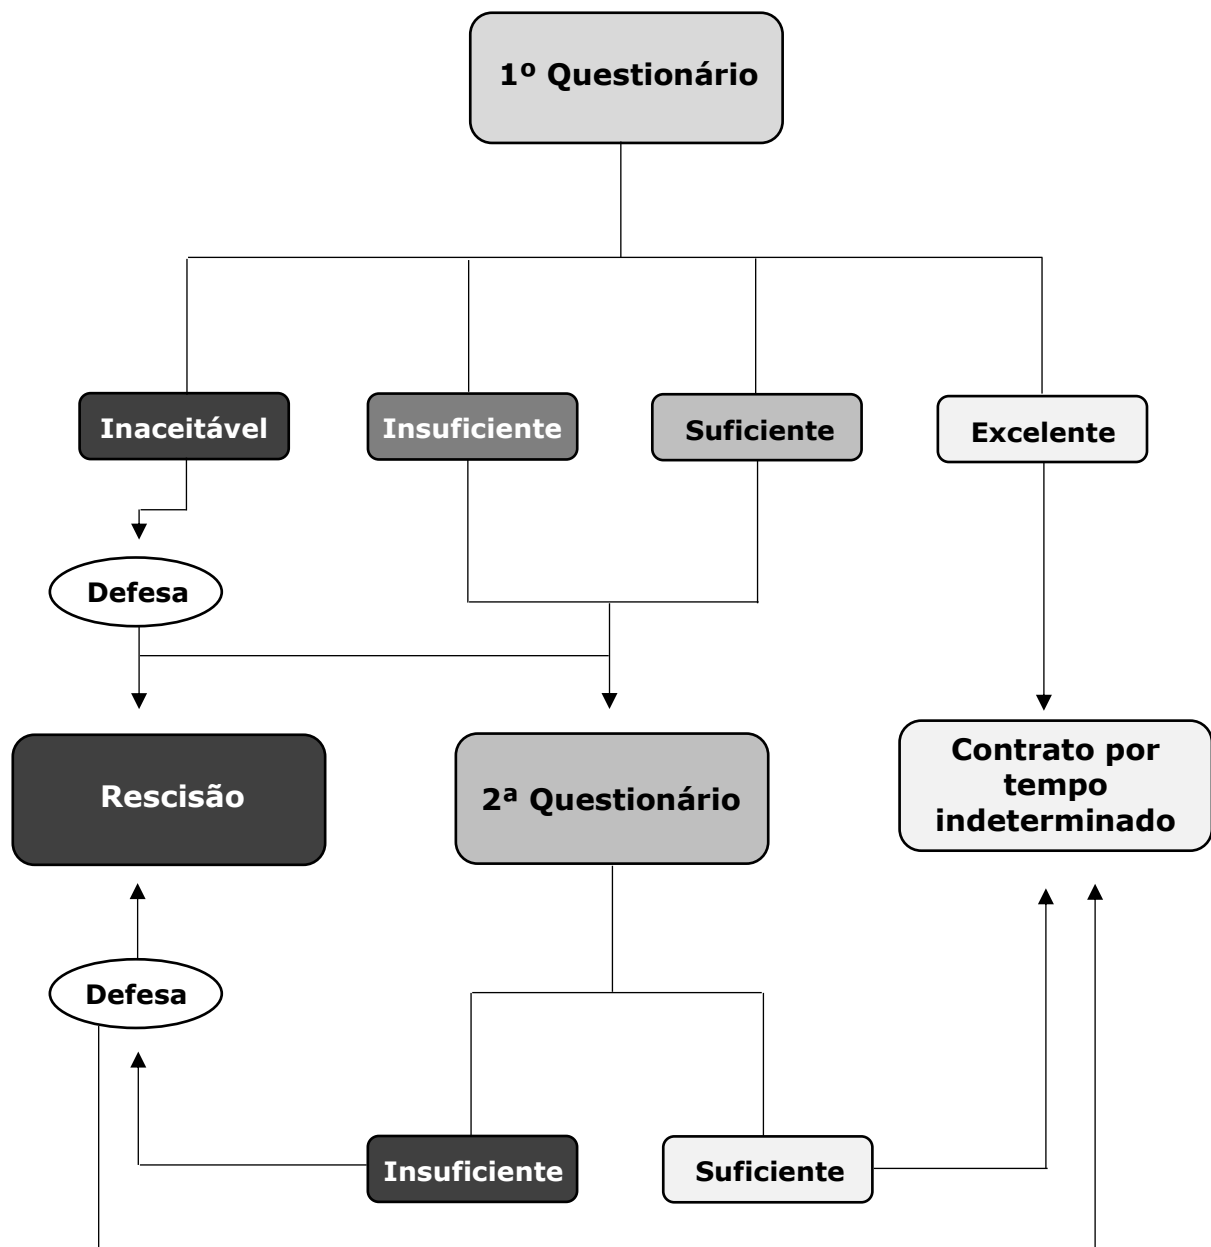 1º Questionário
Inaceitável
Insuficiente
Suficiente
Excelente
Defesa
Rescisão
2ª Questionário
Contrato por
tempo
indeterminado
Defesa
Insuficiente
Suficiente